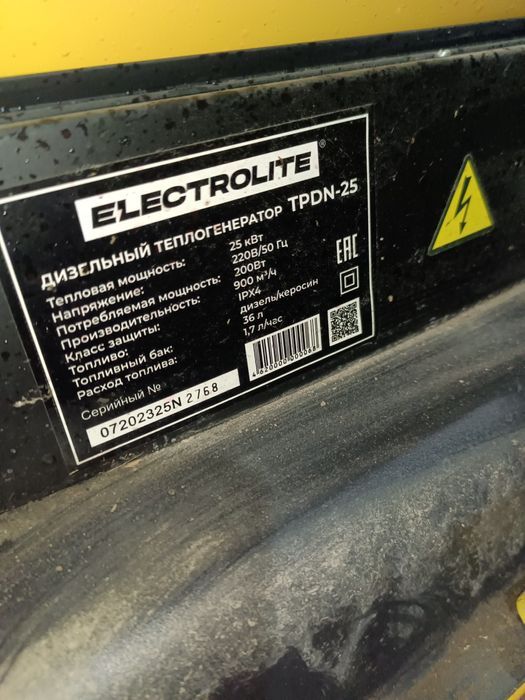 ELECTROLITE®
ДИЗЕЛЬНЫЙ ТЕПЛОГЕНЕРАТОР TPDN-25
Тепловая мощность: 25 кВт
Напряжение: 220В/50 Гц
Потребляемая мощность: 200Вт
Производительность: 900 м³/ч
Класс защиты: IPX4
Топливо: дизель/керосин
Топливный бак: 36 л
Расход топлива: 1,7 л/час
Серийный №
07202325N2768
EAC
4620000000068